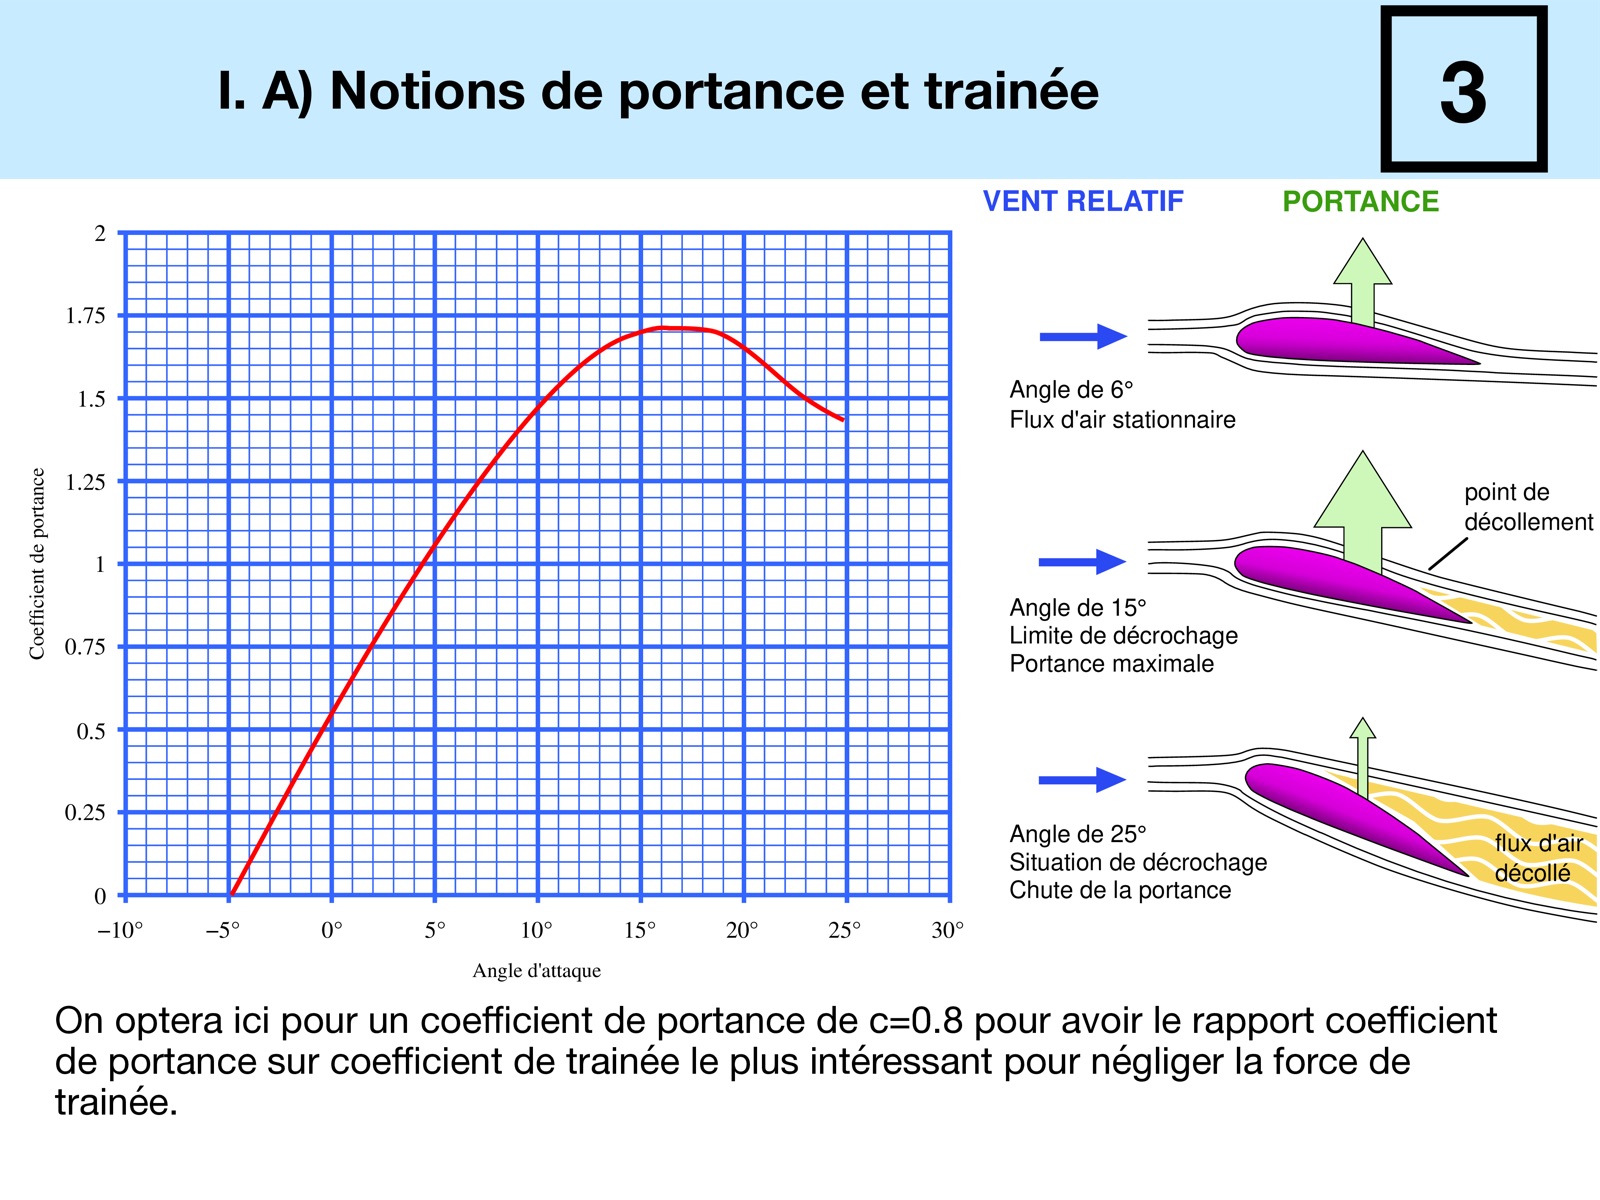 I. A) Notions de portance et trainée
3
2
1.75
1.5
1.25
1
0.75
0.5
0.25
0
Coefficient de portance
−10°
−5°
0°
5°
10°
15°
20°
25°
30°
Angle d'attaque
VENT RELATIF
PORTANCE
Angle de 6°
Flux d'air stationnaire
point de
décollement
Angle de 15°
Limite de décrochage
Portance maximale
Angle de 25°
Situation de décrochage
Chute de la portance
flux d'air
décollé
On optera ici pour un coefficient de portance de c=0.8 pour avoir le rapport coefficient
de portance sur coefficient de trainée le plus intéressant pour négliger la force de
trainée.